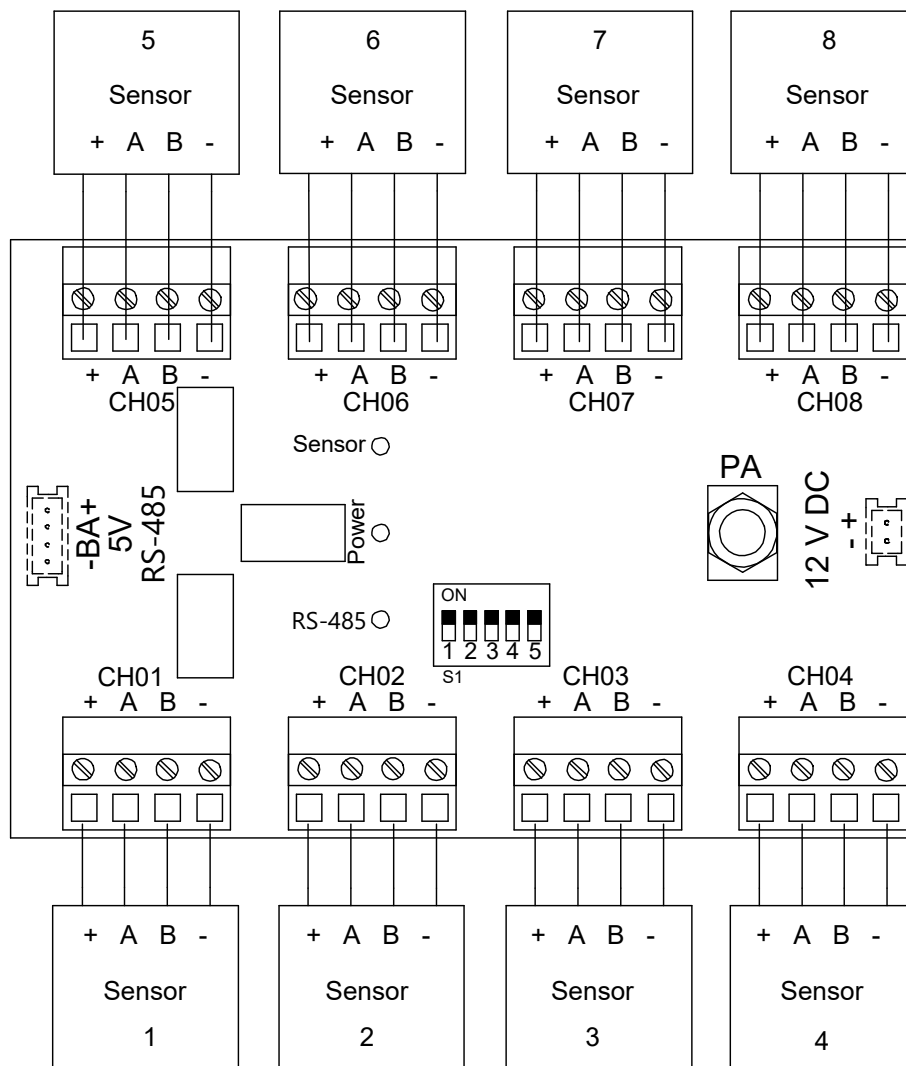 5 6 7 8
Sensor Sensor Sensor Sensor
+ A B - + A B - + A B - + A B -
+ A B - + A B - + A B - + A B -
CH05 CH06 CH07 CH08
Sensor
-BA+
5V
RS-485
Power
PA
12 V DC
- +
RS-485
ON
1 2 3 4 5
S1
CH01 CH02 CH03 CH04
+ A B - + A B - + A B - + A B -
+ A B - + A B - + A B - + A B -
Sensor Sensor Sensor Sensor
1 2 3 4